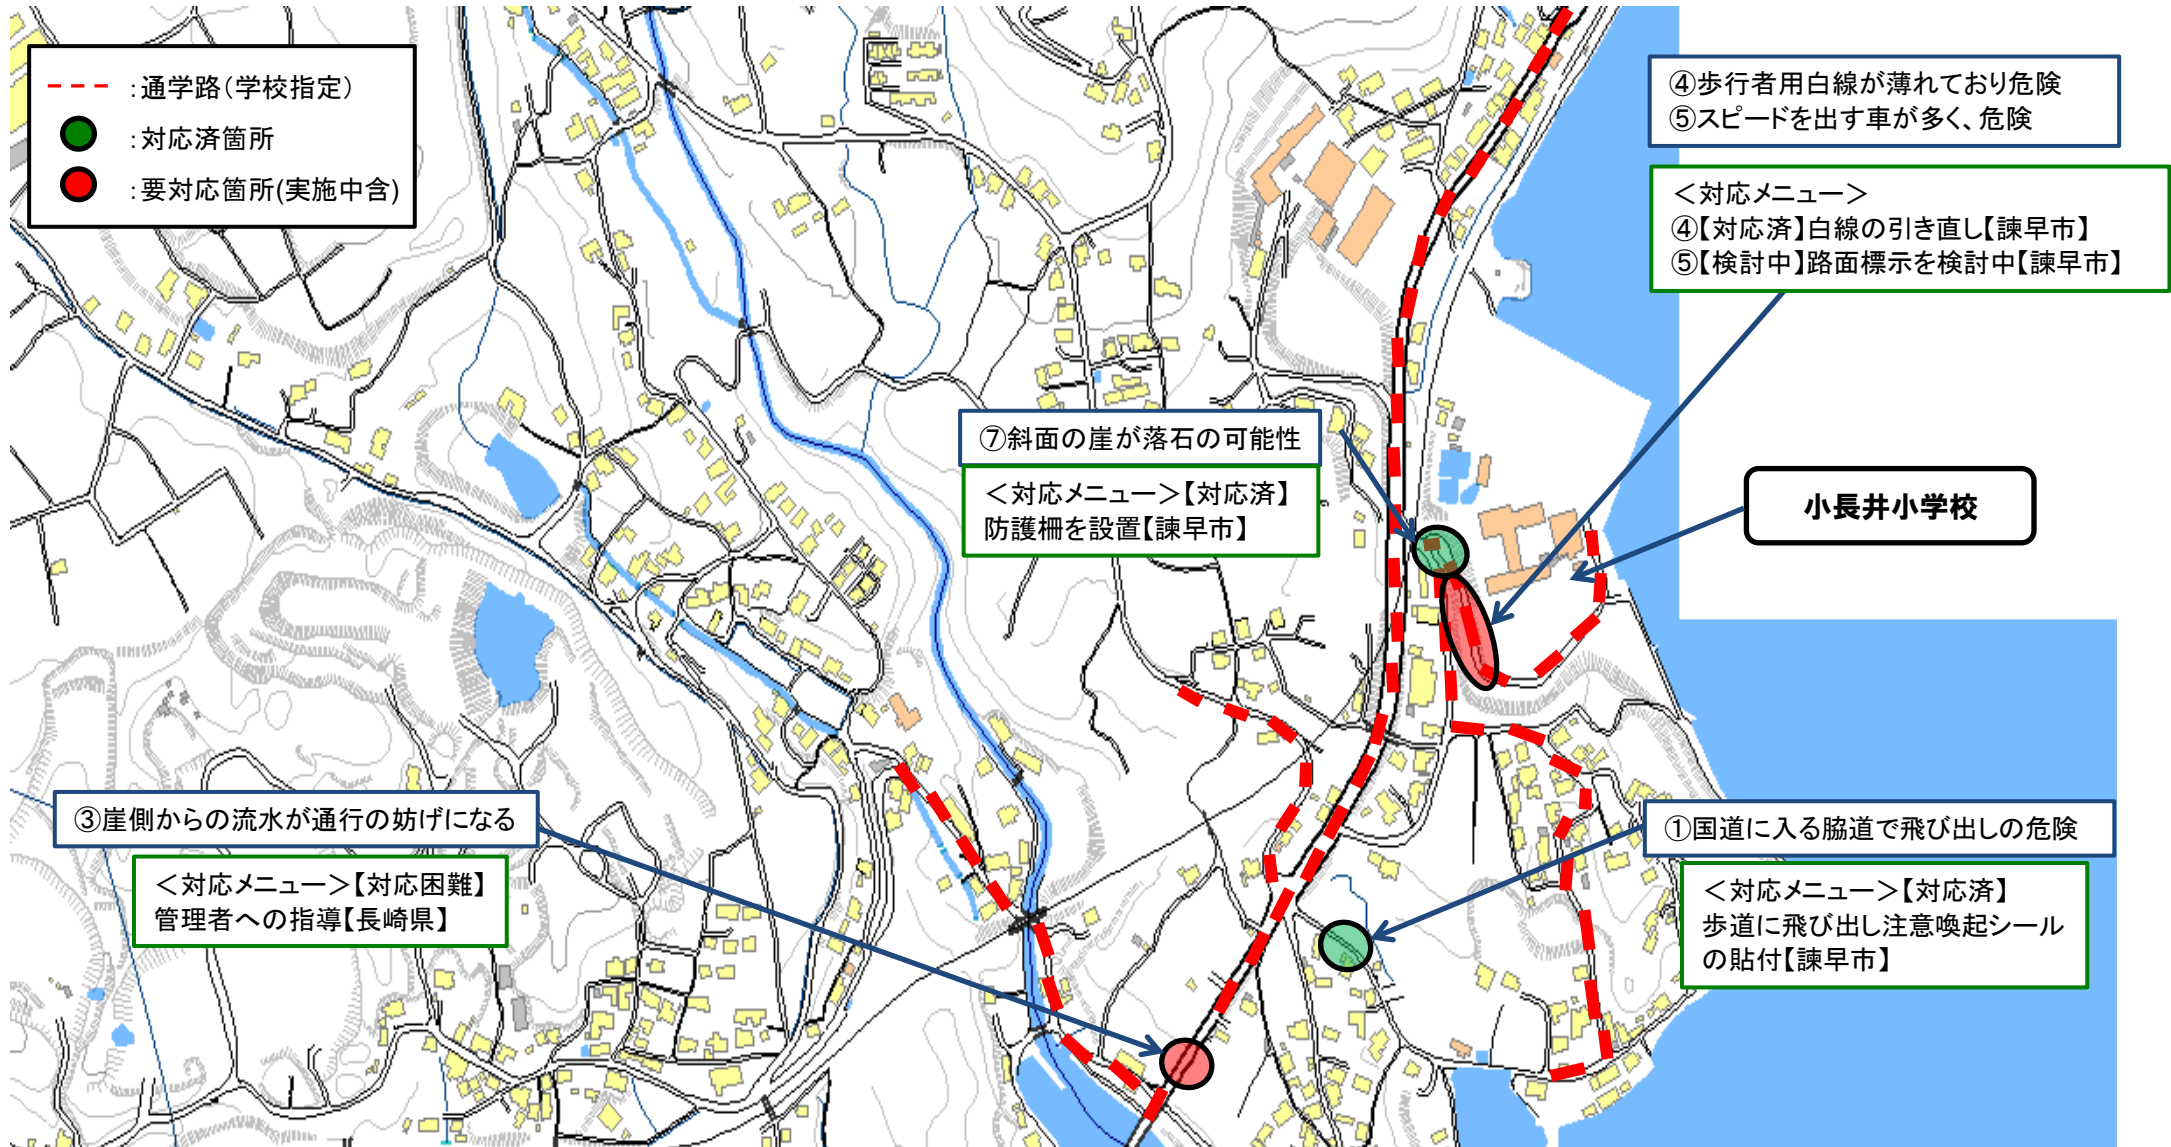 :通学路(学校指定)
:対応済箇所
:要対応箇所(実施中含)
④歩行者用白線が薄れており危険
⑤スピードを出す車が多く、危険
＜対応メニュー＞
④【対応済】白線の引き直し【諫早市】
⑤【検討中】路面標示を検討中【諫早市】
⑦斜面の崖が落石の可能性
＜対応メニュー＞【対応済】
防護柵を設置【諫早市】
小長井小学校
③崖側からの流水が通行の妨げになる
＜対応メニュー＞【対応困難】
管理者への指導【長崎県】
①国道に入る脇道で飛び出しの危険
＜対応メニュー＞【対応済】
歩道に飛び出し注意喚起シール
の貼付【諫早市】